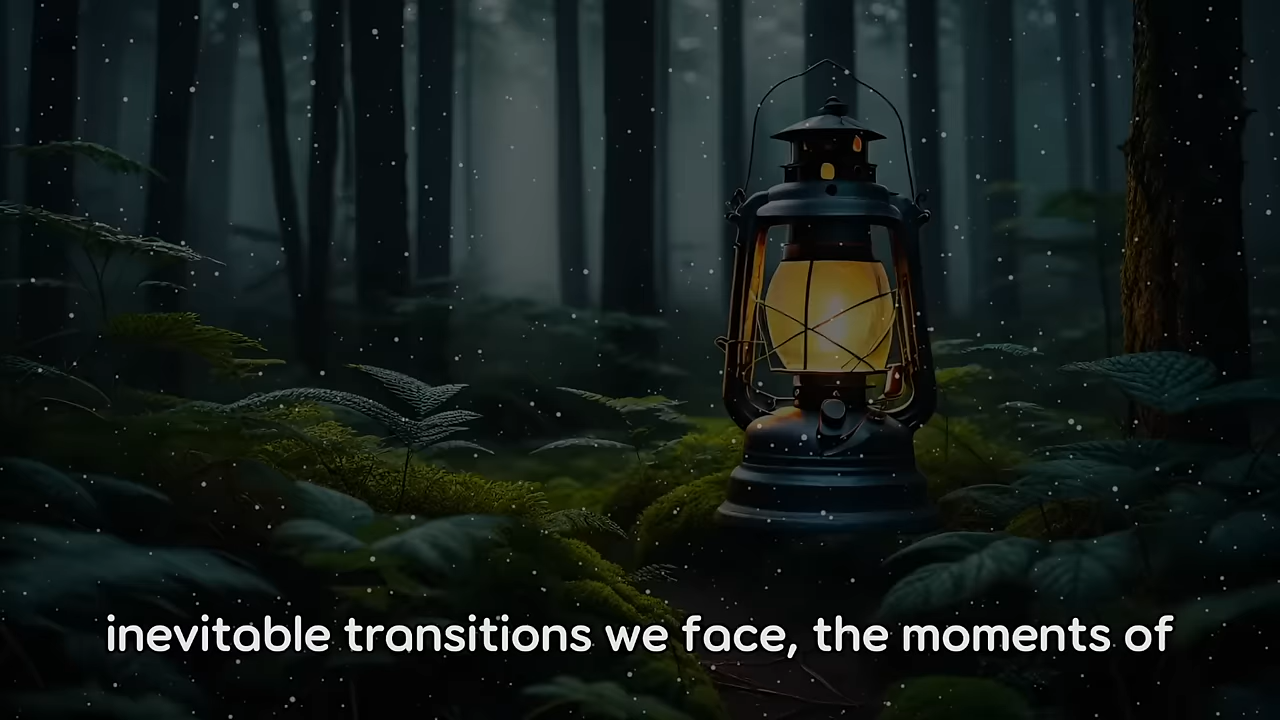 inevitable transitions we face, the moments of